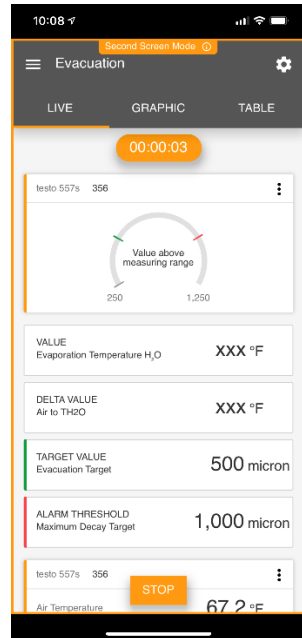 10:08
Second Screen Mode
Evacuation
LIVE GRAPHIC TABLE
00:00:03
testo 557s 356
Value above
measuring range
250 1,250
VALUE
Evaporation Temperature H₂O
XXX °F
DELTA VALUE
Air to TH2O
XXX °F
TARGET VALUE
Evacuation Target
500 micron
ALARM THRESHOLD
Maximum Decay Target
1,000 micron
testo 557s 356
STOP
Air Temperature
67.2 °F